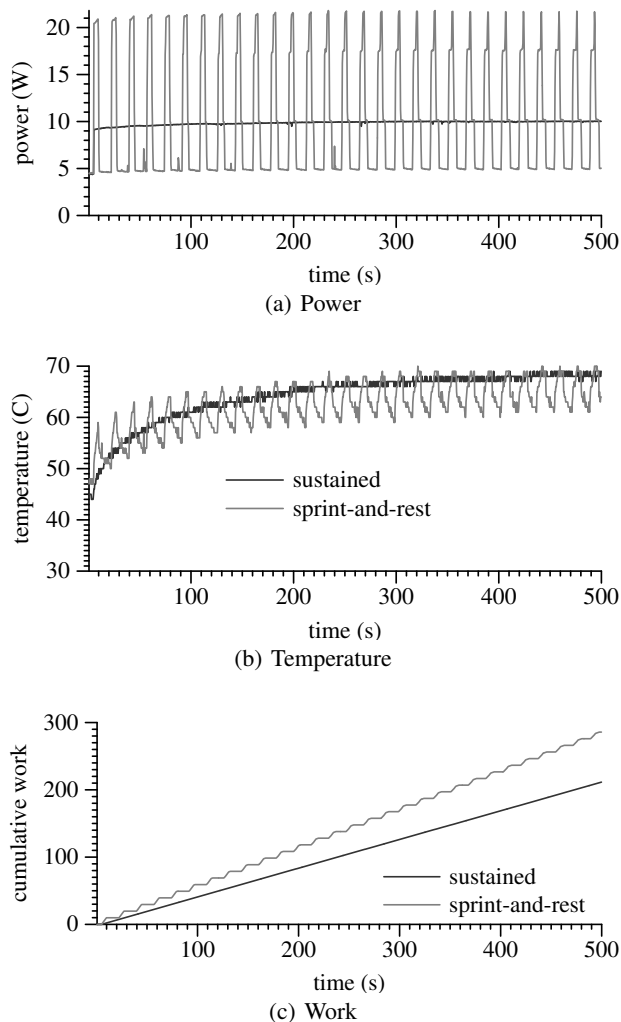 20
15
10
5
0
power (W)
100 200 300 400 500
time (s)
(a) Power
70
60
50
40
30
temperature (C)
sustained
sprint-and-rest
100 200 300 400 500
time (s)
(b) Temperature
300
200
100
0
cumulative work
sustained
sprint-and-rest
100 200 300 400 500
time (s)
(c) Work